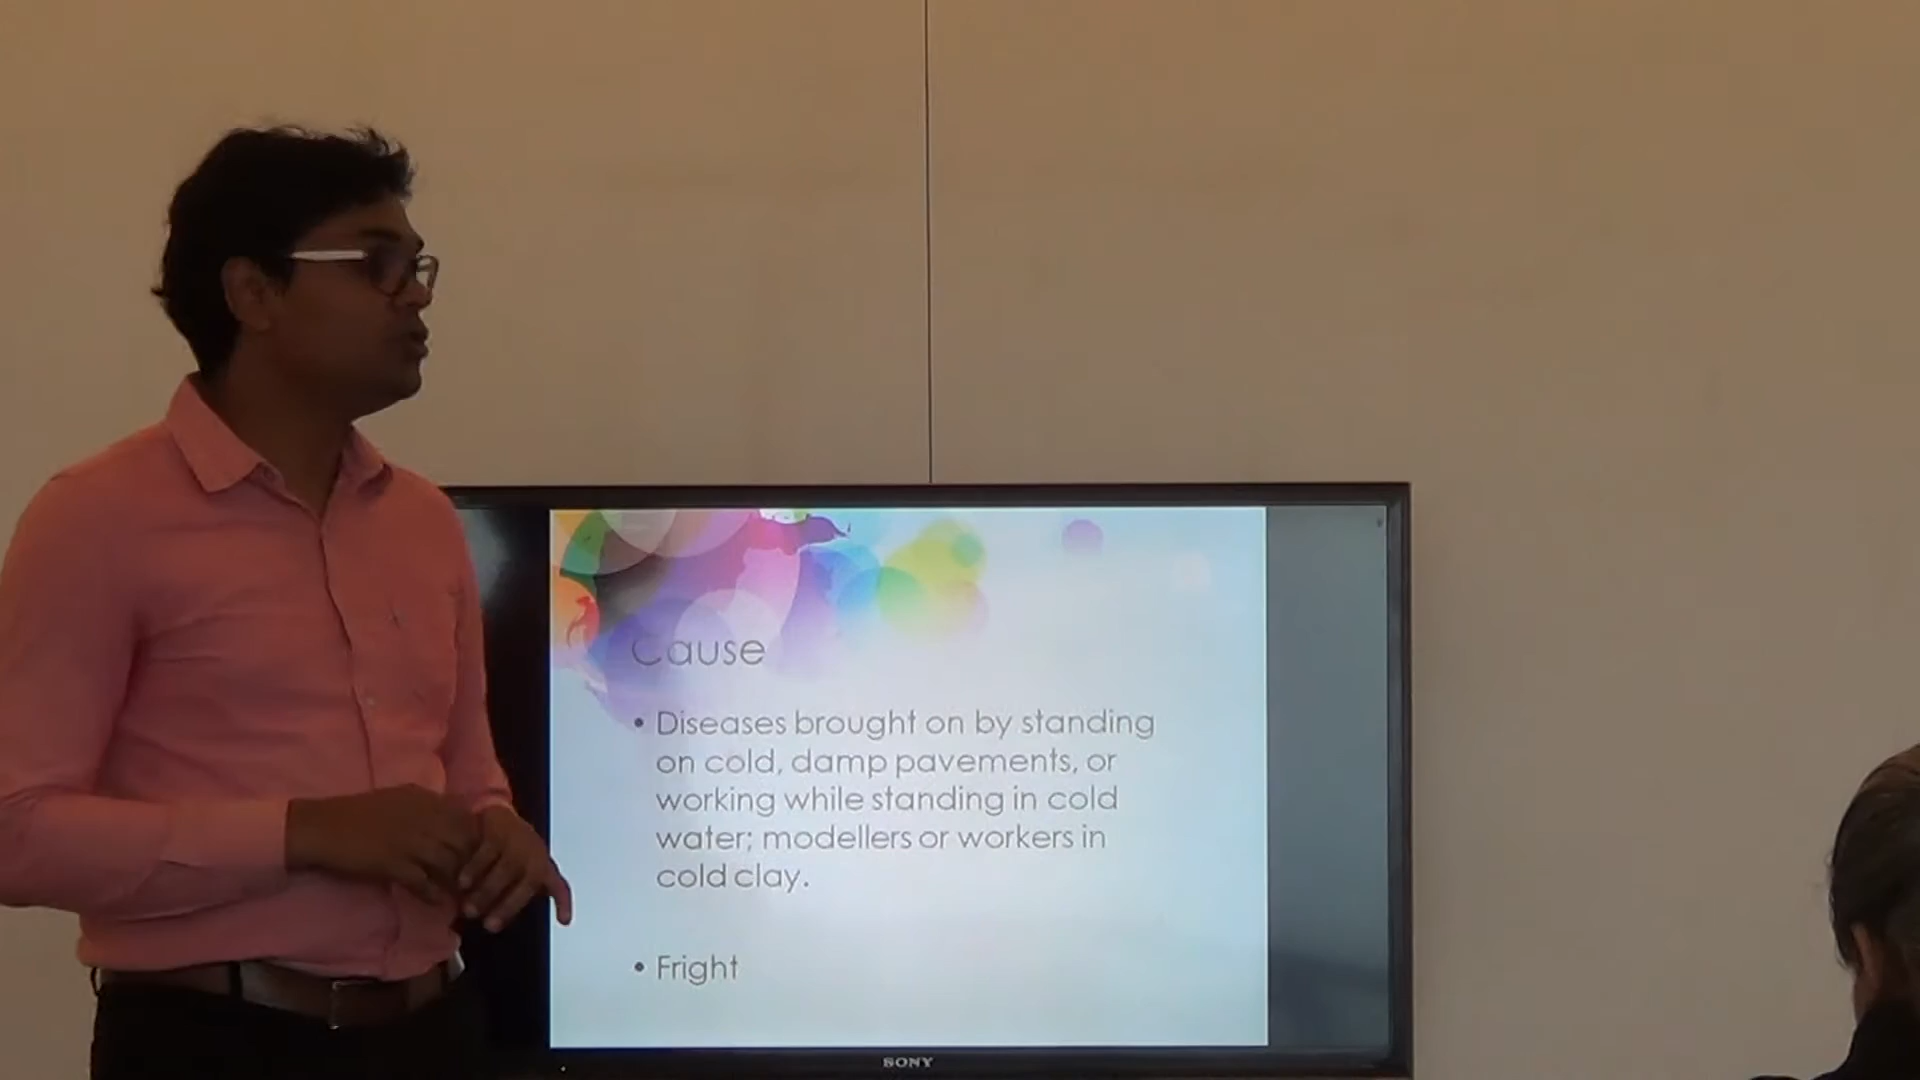 Cause
• Diseases brought on by standing
on cold, damp pavements, or
working while standing in cold
water; modellers or workers in
cold clay.
• Fright
SONY